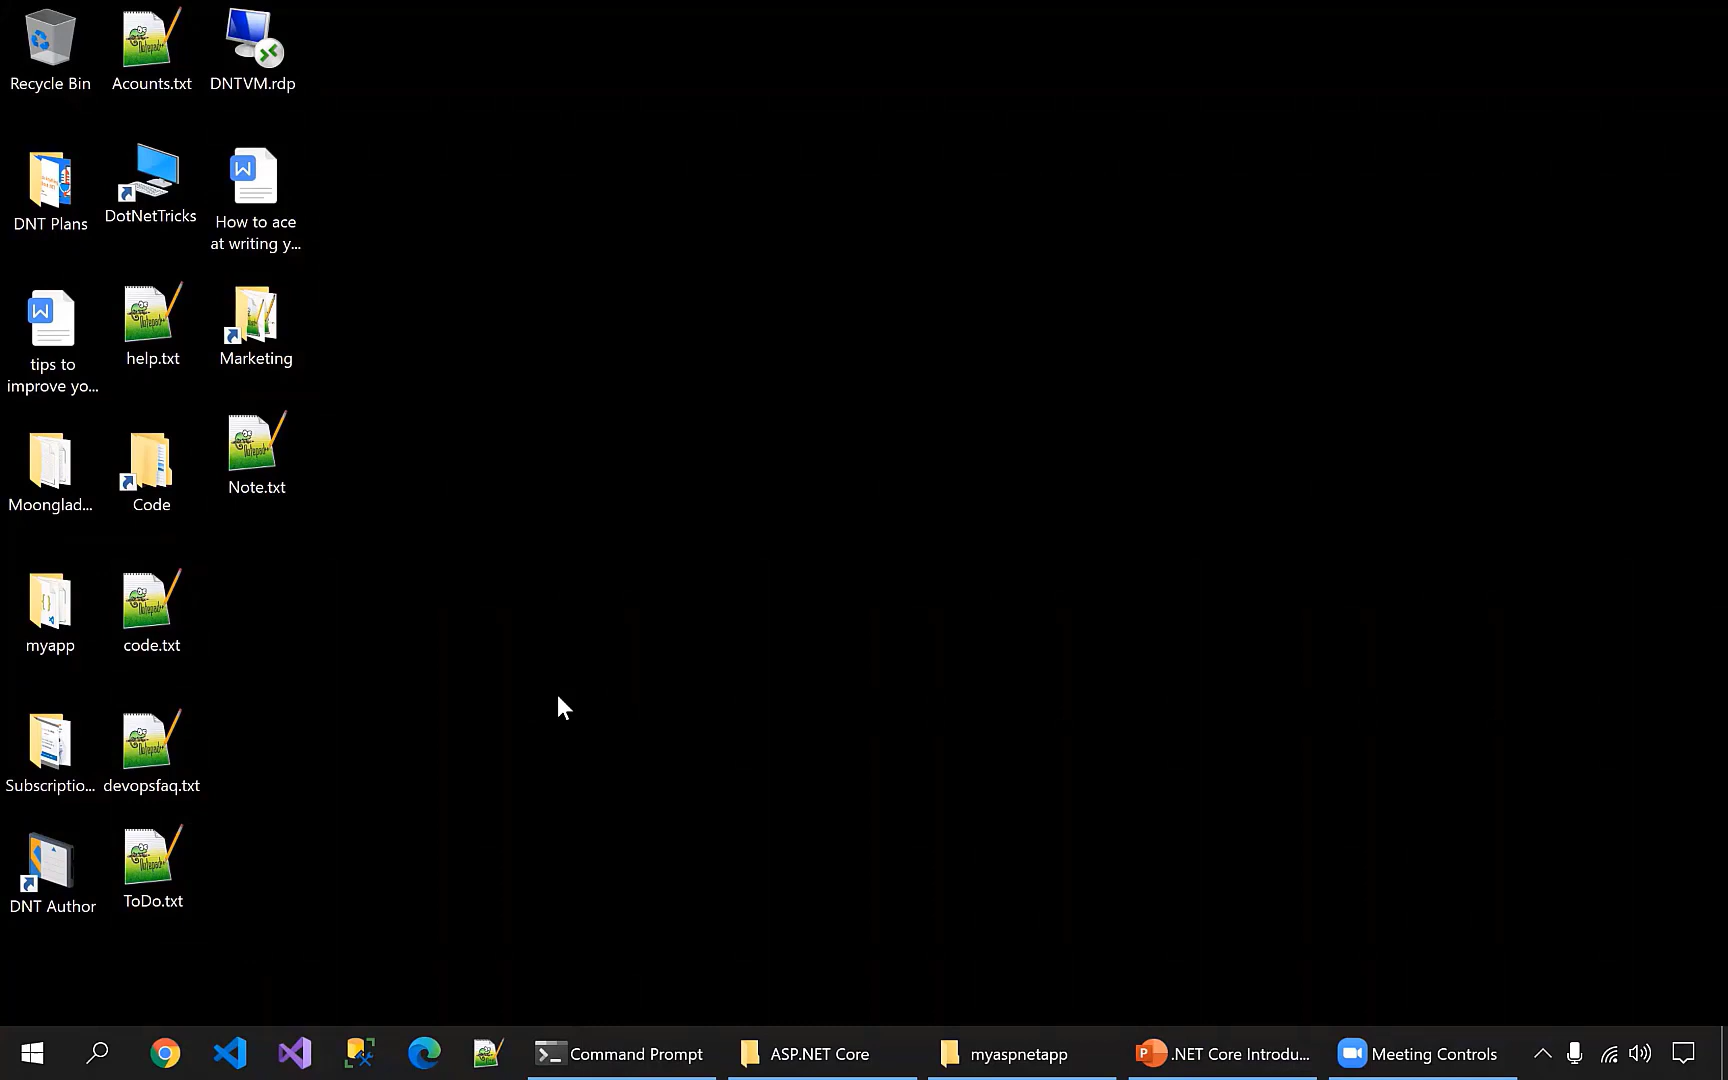 Recycle Bin
Acounts.txt
DNTVM.rdp
DNT Plans
DotNetTricks
How to ace
at writing y...
tips to
improve yo...
help.txt
Marketing
Moonglad...
Code
Note.txt
myapp
code.txt
Subscriptio...
devopsfaq.txt
DNT Author
ToDo.txt
Command Prompt
ASP.NET Core
myaspnetapp
.NET Core Introdu...
Meeting Controls